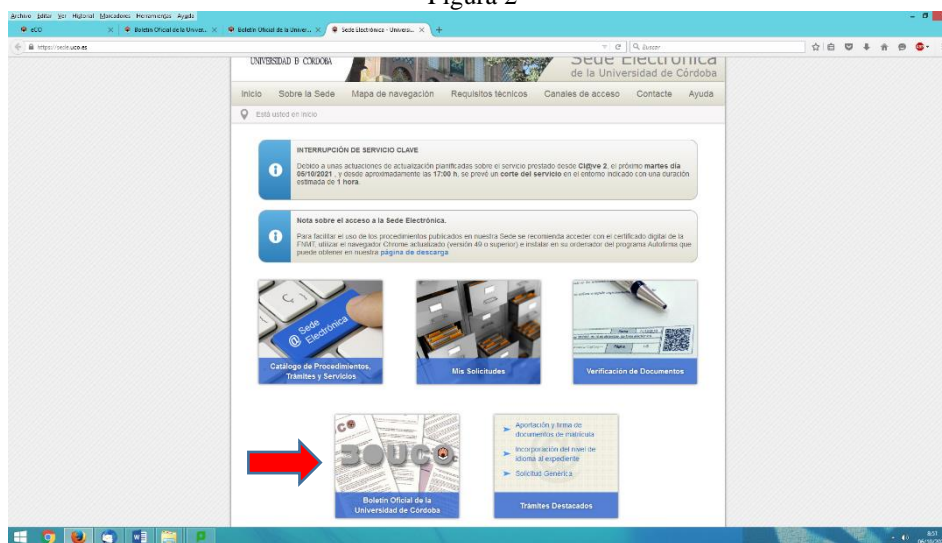 Figura 2
Archivo Editar Ver Historial Marcadores Herramientas Ayuda
eCO
Boletín Oficial de la Univer...
Boletín Oficial de la Univer...
Sede Electrónica - Universi...
https://sede.uco.es
Buscar
UNIVERSIDAD D CORDOBA
Sede Electrónica
de la Universidad de Córdoba
Inicio Sobre la Sede Mapa de navegación Requisitos técnicos Canales de acceso Contacte Ayuda
Está usted en Inicio
INTERRUPCIÓN DE SERVICIO CLAVE
Debido a unas actuaciones de actualización planificadas sobre el servicio prestado desde Cl@ve 2, el próximo martes día
05/10/2021 , y desde aproximadamente las 17:00 h, se prevé un corte del servicio en el entorno indicado con una duración
estimada de 1 hora.
Nota sobre el acceso a la Sede Electrónica.
Para facilitar el uso de los procedimientos publicados en nuestra Sede se recomienda acceder con el certificado digital de la
FNMT, utilizar el navegador Chrome actualizado (versión 49 o superior) e instalar en su ordenador del programa Autofirma que
puede obtener en nuestra página de descarga
@ Sede Electrónica
Catálogo de Procedimientos,
Trámites y Servicios
Mis Solicitudes
Verificación de Documentos
BOUCO
Boletín Oficial de la
Universidad de Córdoba
Aportación y firma de
documentos de matrícula
Incorporación del nivel de
idioma al expediente
Solicitud Genérica
Trámites Destacados
8:57